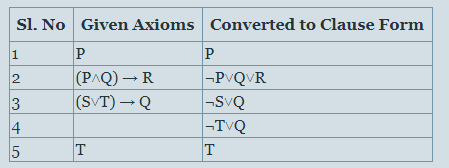 Sl. No Given Axioms Converted to Clause Form
1 P P
2 (P∧Q) → R ¬P∨Q∨R
3 (S∨T) → Q ¬S∨Q
4 ¬T∨Q
5 T T